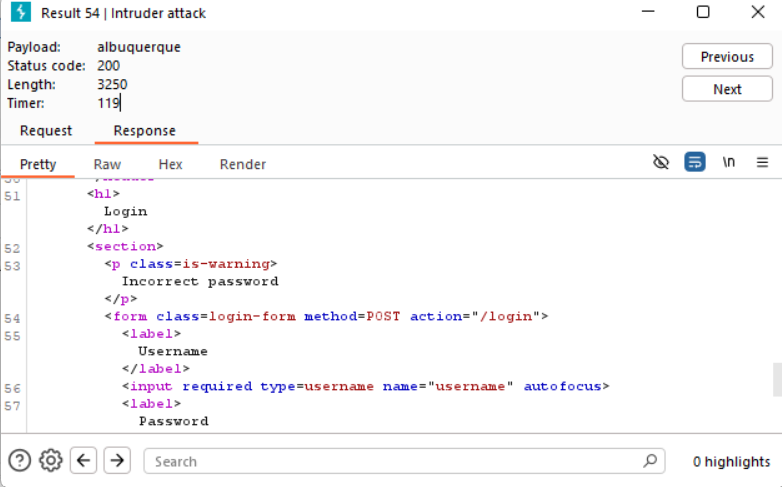 Result 54 | Intruder attack
Payload: albuquerque
Status code: 200
Length: 3250
Timer: 119
Previous
Next
Request Response
Pretty Raw Hex Render \n
51 <h1>
Login
</h1>
52 <section>
53 <p class=is-warning>
Incorrect password
</p>
54 <form class=login-form method=POST action="/login">
55 <label>
Username
</label>
56 <input required type=username name="username" autofocus>
57 <label>
Password
Search 0 highlights